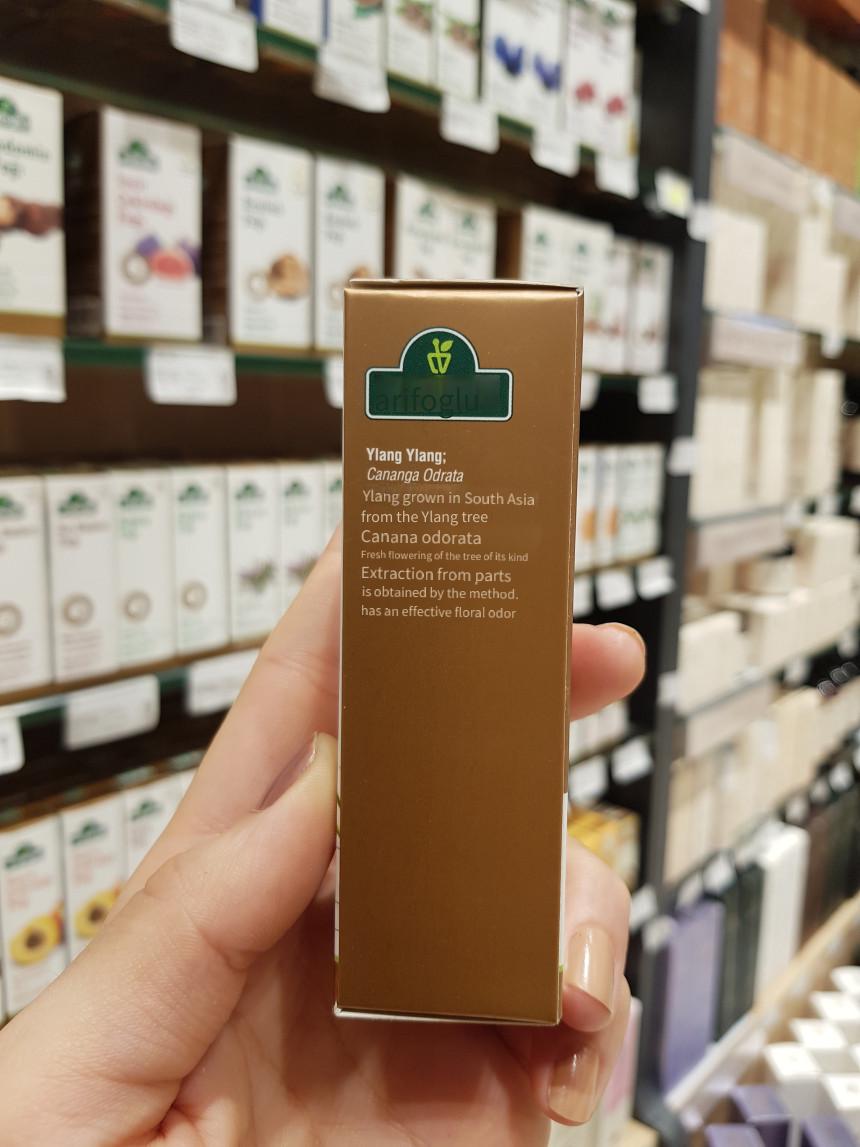 arifoglu
Ylang Ylang;
Cananga Odrata
Ylang grown in South Asia
from the Ylang tree
Canana odorata
Fresh flowering of the tree of its kind
Extraction from parts
is obtained by the method.
has an effective floral odor